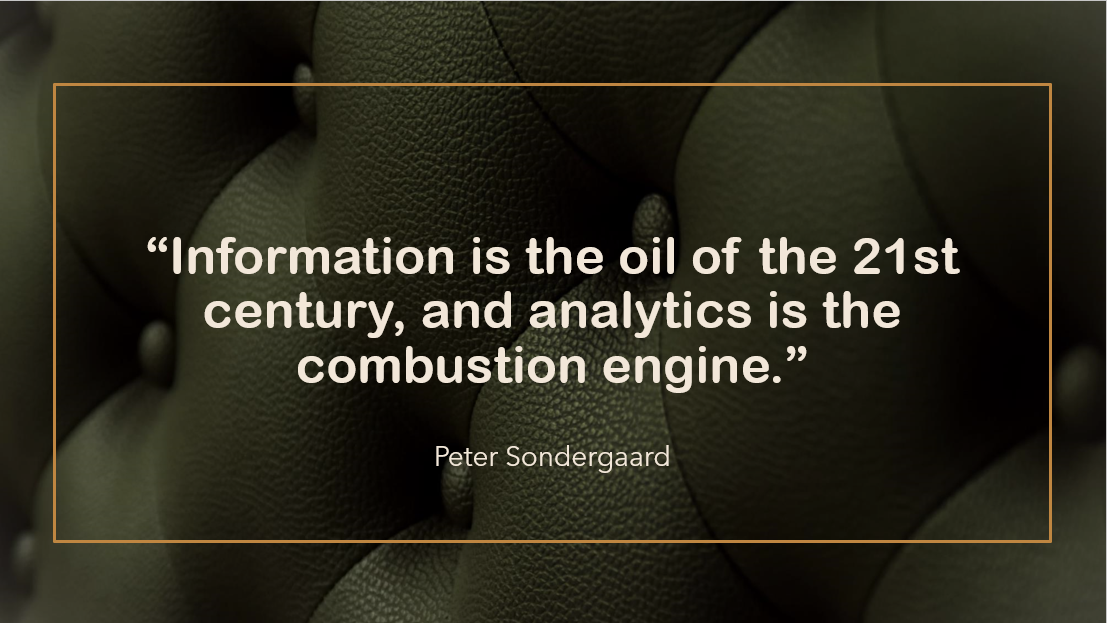 “Information is the oil of the 21st
century, and analytics is the
combustion engine.”
Peter Sondergaard